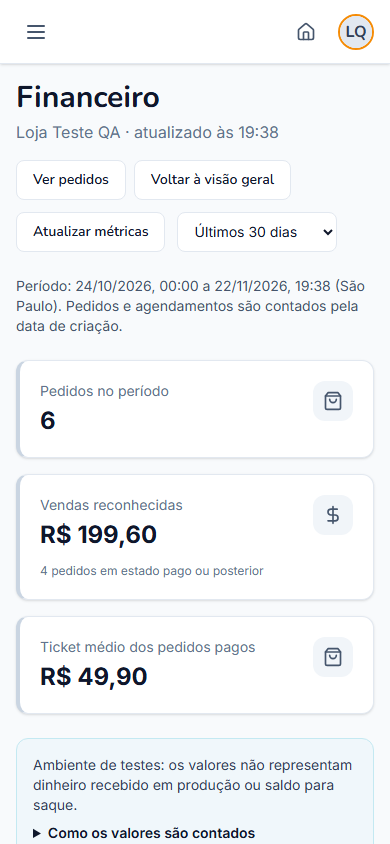 LQ
Financeiro
Loja Teste QA · atualizado às 19:38
Ver pedidos
Voltar à visão geral
Atualizar métricas
Últimos 30 dias
Período: 24/10/2026, 00:00 a 22/11/2026, 19:38 (São
Paulo). Pedidos e agendamentos são contados pela
data de criação.
Pedidos no período
6
Vendas reconhecidas
R$ 199,60
4 pedidos em estado pago ou posterior
Ticket médio dos pedidos pagos
R$ 49,90
Ambiente de testes: os valores não representam
dinheiro recebido em produção ou saldo para
saque.
Como os valores são contados